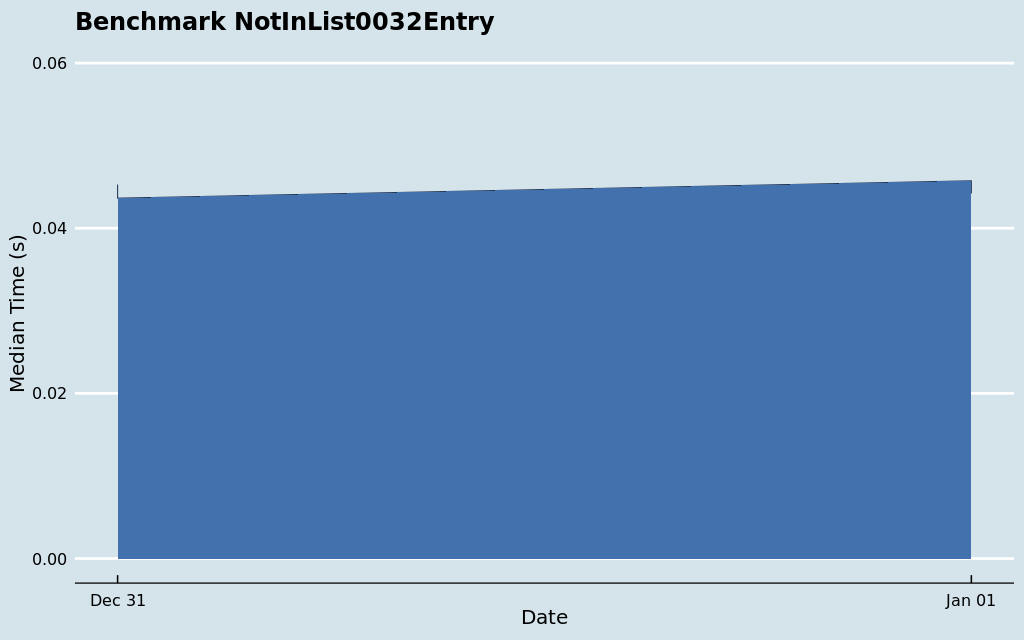 Benchmark NotInList0032Entry
0.06
0.04
0.02
0.00
Median Time (s)
Dec 31
Jan 01
Date